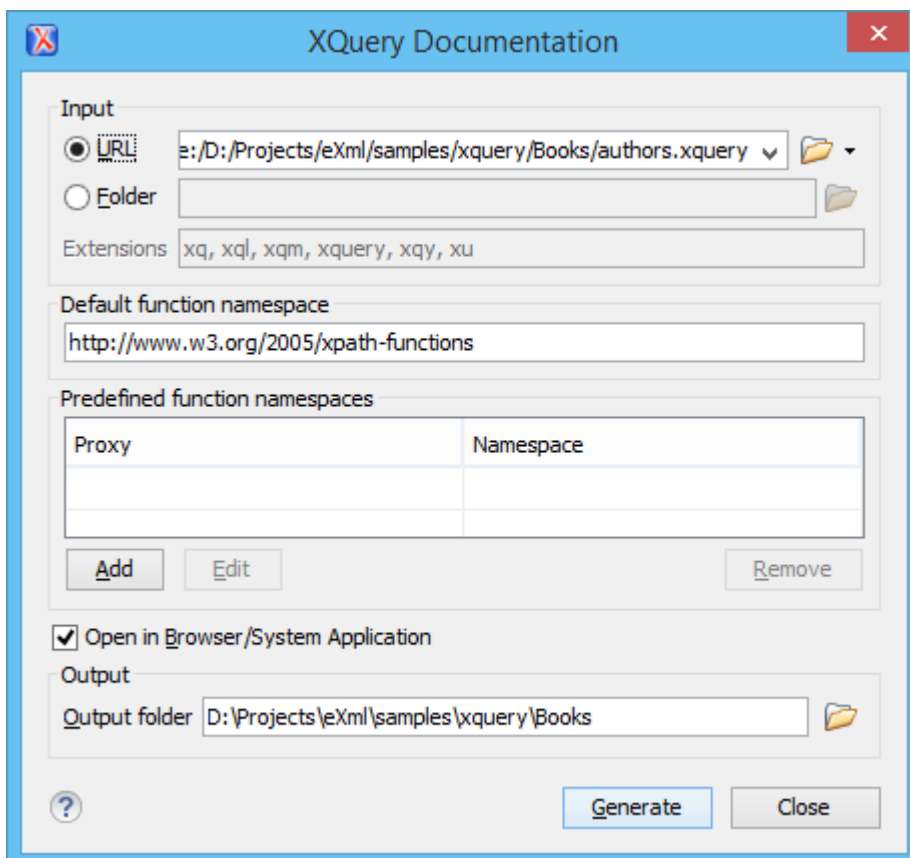 XQuery Documentation
Input
URL e:/D:/Projects/eXml/samples/xquery/Books/authors.xquery
Folder
Extensions xq, xql, xqm, xquery, xqy, xu
Default function namespace
http://www.w3.org/2005/xpath-functions
Predefined function namespaces
Proxy Namespace
Add Edit Remove
Open in Browser/System Application
Output
Output folder D:\Projects\eXml\samples\xquery\Books
? Generate Close